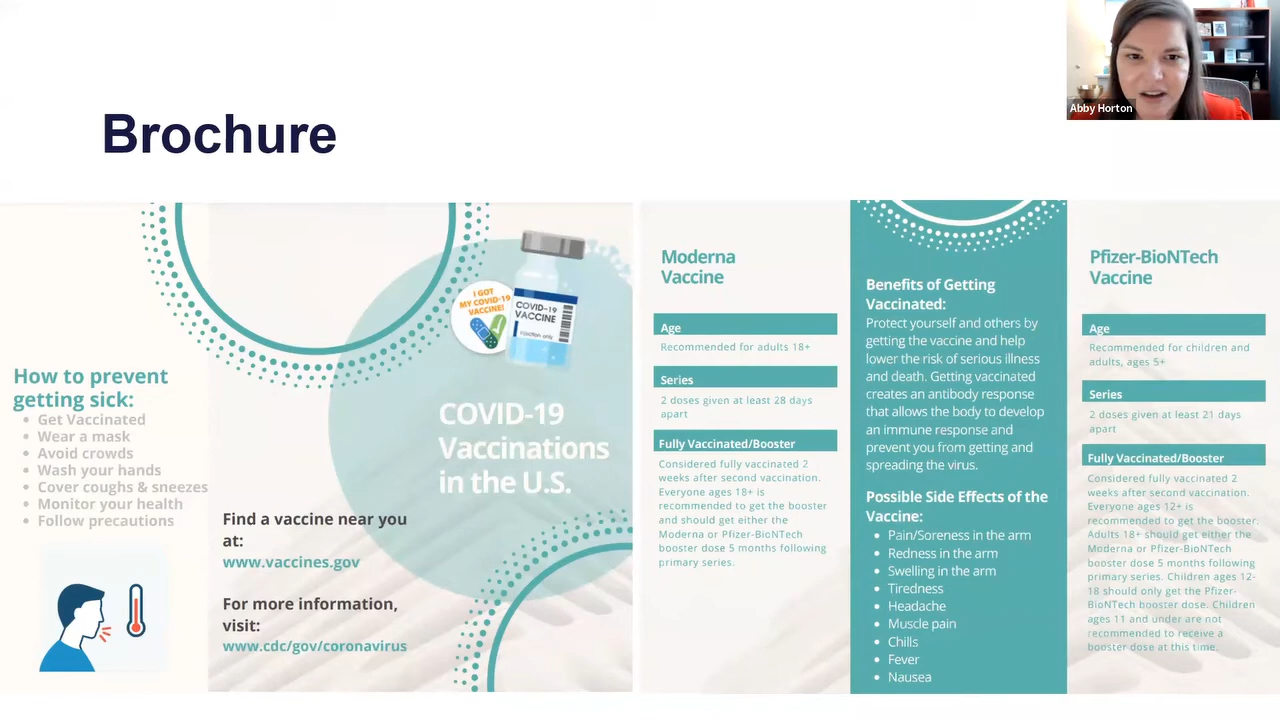 Brochure
Abby Horton
How to prevent
getting sick:
• Get Vaccinated
• Wear a mask
• Avoid crowds
• Wash your hands
• Cover coughs & sneezes
• Monitor your health
• Follow precautions
Find a vaccine near you
at:
www.vaccines.gov
For more information,
visit:
www.cdc/gov/coronavirus
I GOT
MY COVID-19
VACCINE!
COVID-19
VACCINE
COVID-19
Vaccinations
in the U.S.
Moderna
Vaccine
Age
Recommended for adults 18+
Series
2 doses given at least 28 days
apart
Fully Vaccinated/Booster
Considered fully vaccinated 2
weeks after second vaccination.
Everyone ages 18+ is
recommended to get the booster
and should get either the
Moderna or Pfizer-BioNTech
booster dose 5 months following
primary series.
Benefits of Getting
Vaccinated:
Protect yourself and others by
getting the vaccine and help
lower the risk of serious illness
and death. Getting vaccinated
creates an antibody response
that allows the body to develop
an immune response and
prevent you from getting and
spreading the virus.
Possible Side Effects of the
Vaccine:
• Pain/Soreness in the arm
• Redness in the arm
• Swelling in the arm
• Tiredness
• Headache
• Muscle pain
• Chills
• Fever
• Nausea
Pfizer-BioNTech
Vaccine
Age
Recommended for children and
adults, ages 5+
Series
2 doses given at least 21 days
apart
Fully Vaccinated/Booster
Considered fully vaccinated 2
weeks after second vaccination.
Everyone ages 12+ is
recommended to get the booster.
Adults 18+ should get either the
Moderna or Pfizer-BioNTech
booster dose 5 months following
primary series. Children ages 12-
18 should only get the Pfizer-
BioNTech booster dose. Children
ages 11 and under are not
recommended to receive a
booster dose at this time.